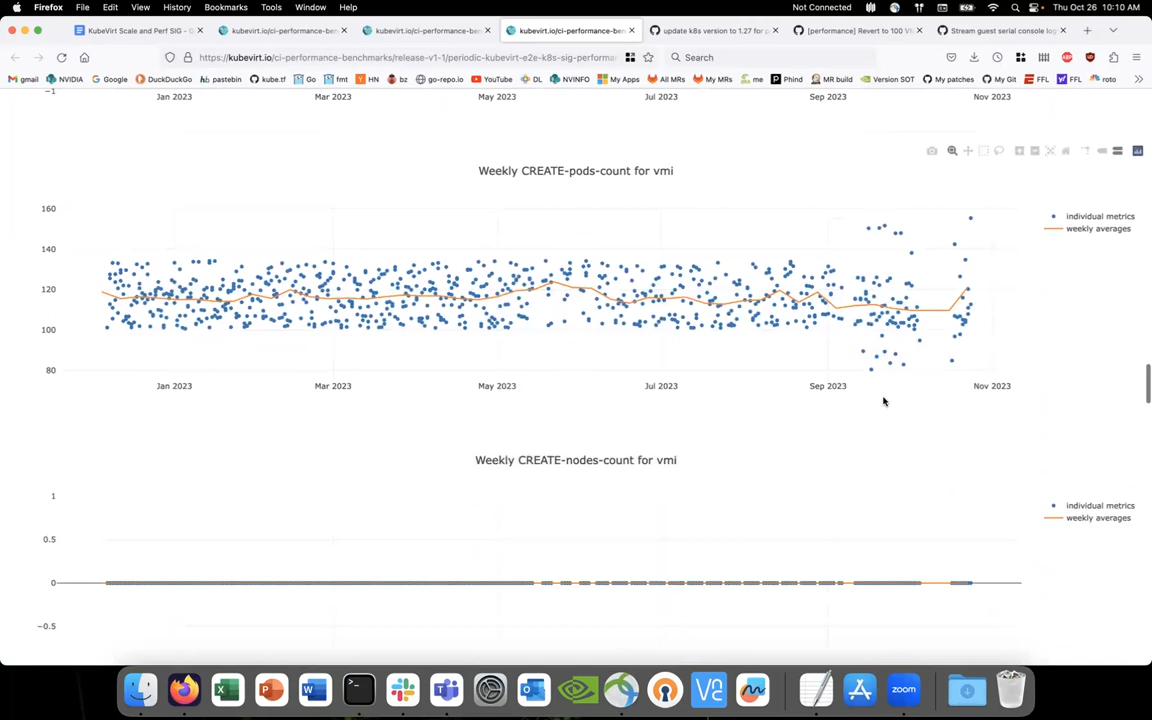 Firefox File Edit View History Bookmarks Tools Window Help Not Connected Thu Oct 26 10:10 AM
KubeVirt Scale and Perf SIG - G
kubevirt.io/ci-performance-ben
kubevirt.io/ci-performance-ben
kubevirt.io/ci-performance-ben
update k8s version to 1.27 for p
[performance] Revert to 100 VM
Stream guest serial console log
https://kubevirt.io/ci-performance-benchmarks/release-v1-1/periodic-kubevirt-e2e-k8s-sig-performa
Search
gmail NVIDIA Google DuckDuckGo pastebin kube.tf Go fmt HN bz go-repo.io YouTube DL NVINFO My Apps All MRs My MRs me Phind MR build Version SOT My patches My Git FFL FFL roto
−1
Jan 2023 Mar 2023 May 2023 Jul 2023 Sep 2023 Nov 2023
Weekly CREATE-pods-count for vmi
160
140
120
100
80
individual metrics
weekly averages
Jan 2023 Mar 2023 May 2023 Jul 2023 Sep 2023 Nov 2023
Weekly CREATE-nodes-count for vmi
1
0.5
0
−0.5
individual metrics
weekly averages
zoom